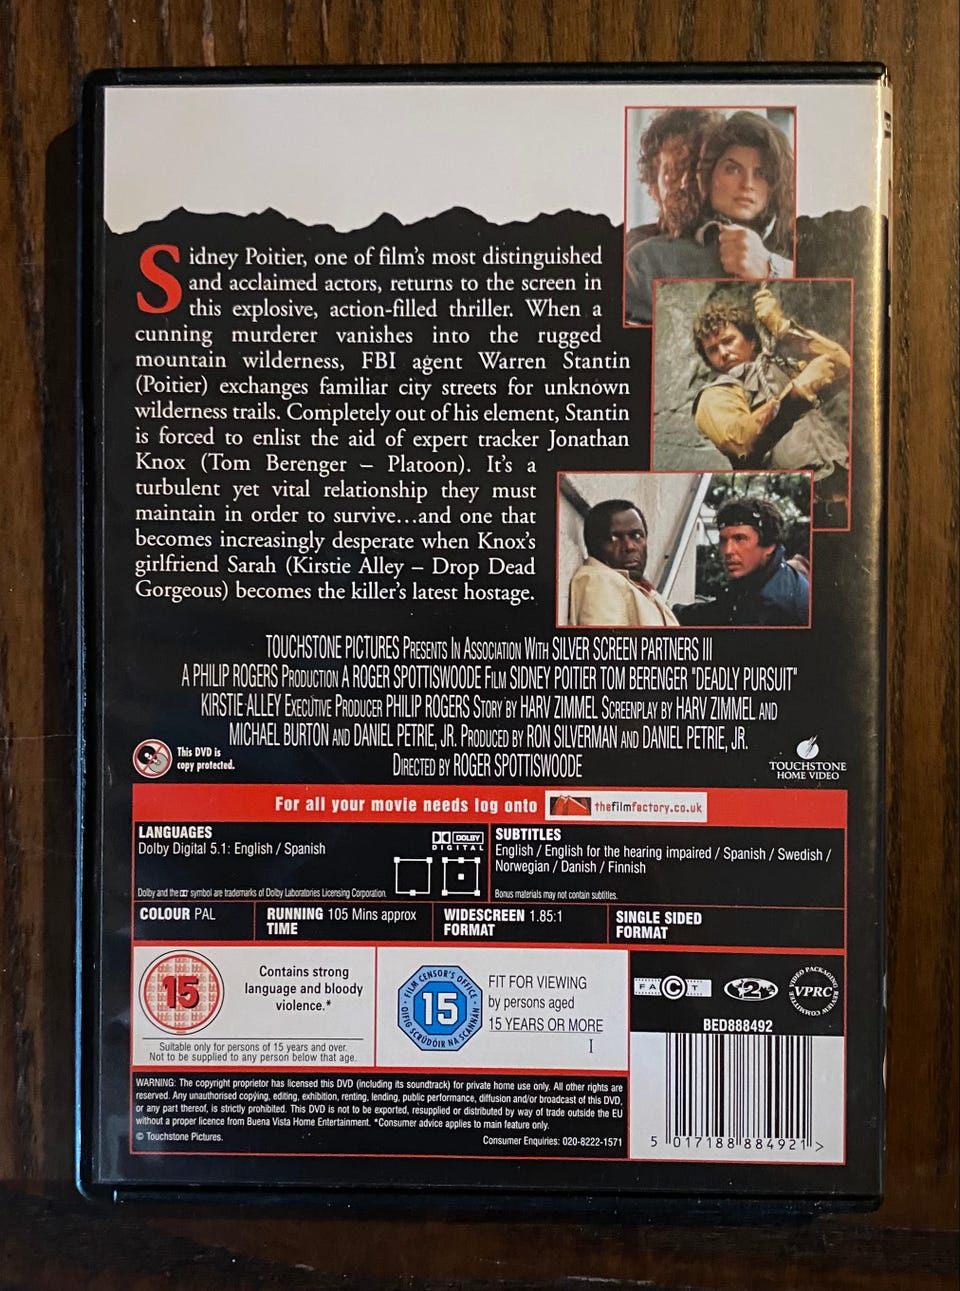 Sidney Poitier, one of film's most distinguished
and acclaimed actors, returns to the screen in
this explosive, action-filled thriller. When a
cunning murderer vanishes into the rugged
mountain wilderness, FBI agent Warren Stantin
(Poitier) exchanges familiar city streets for unknown
wilderness trails. Completely out of his element, Stantin
is forced to enlist the aid of expert tracker Jonathan
Knox (Tom Berenger – Platoon). It's a
turbulent yet vital relationship they must
maintain in order to survive...and one that
becomes increasingly desperate when Knox's
girlfriend Sarah (Kirstie Alley – Drop Dead
Gorgeous) becomes the killer's latest hostage.
TOUCHSTONE PICTURES PRESENTS IN ASSOCIATION WITH SILVER SCREEN PARTNERS III
A PHILIP ROGERS PRODUCTION A ROGER SPOTTISWOODE FILM SIDNEY POITIER TOM BERENGER "DEADLY PURSUIT"
KIRSTIE ALLEY EXECUTIVE PRODUCER PHILIP ROGERS STORY BY HARV ZIMMEL SCREENPLAY BY HARV ZIMMEL AND
MICHAEL BURTON AND DANIEL PETRIE, JR. PRODUCED BY RON SILVERMAN AND DANIEL PETRIE, JR.
DIRECTED BY ROGER SPOTTISWOODE
This DVD is
copy protected.
TOUCHSTONE
HOME VIDEO
For all your movie needs log onto thefilmfactory.co.uk
LANGUAGES
Dolby Digital 5.1: English / Spanish
DOLBY
DIGITAL
Dolby and the symbol are trademarks of Dolby Laboratories Licensing Corporation.
SUBTITLES
English / English for the hearing impaired / Spanish / Swedish /
Norwegian / Danish / Finnish
Bonus materials may not contain subtitles.
COLOUR PAL
RUNNING 105 Mins approx
TIME
WIDESCREEN 1.85:1
FORMAT
SINGLE SIDED
FORMAT
15
Contains strong
language and bloody
violence.*
Suitable only for persons of 15 years and over.
Not to be supplied to any person below that age.
FILM CENSOR'S OFFICE
15
OIFIG SCRÚDÓIR NA SCANNÁN
FIT FOR VIEWING
by persons aged
15 YEARS OR MORE
I
FACT
2
VIDEO PACKAGING
VPRC
REVIEW COMMITTEE
BED888492
WARNING: The copyright proprietor has licensed this DVD (including its soundtrack) for private home use only. All other rights are
reserved. Any unauthorised copying, editing, exhibition, renting, lending, public performance, diffusion and/or broadcast of this DVD,
or any part thereof, is strictly prohibited. This DVD is not to be exported, resupplied or distributed by way of trade outside the EU
without a proper licence from Buena Vista Home Entertainment. *Consumer advice applies to main feature only.
© Touchstone Pictures.
Consumer Enquiries: 020-8222-1571
5 017188 884921 >